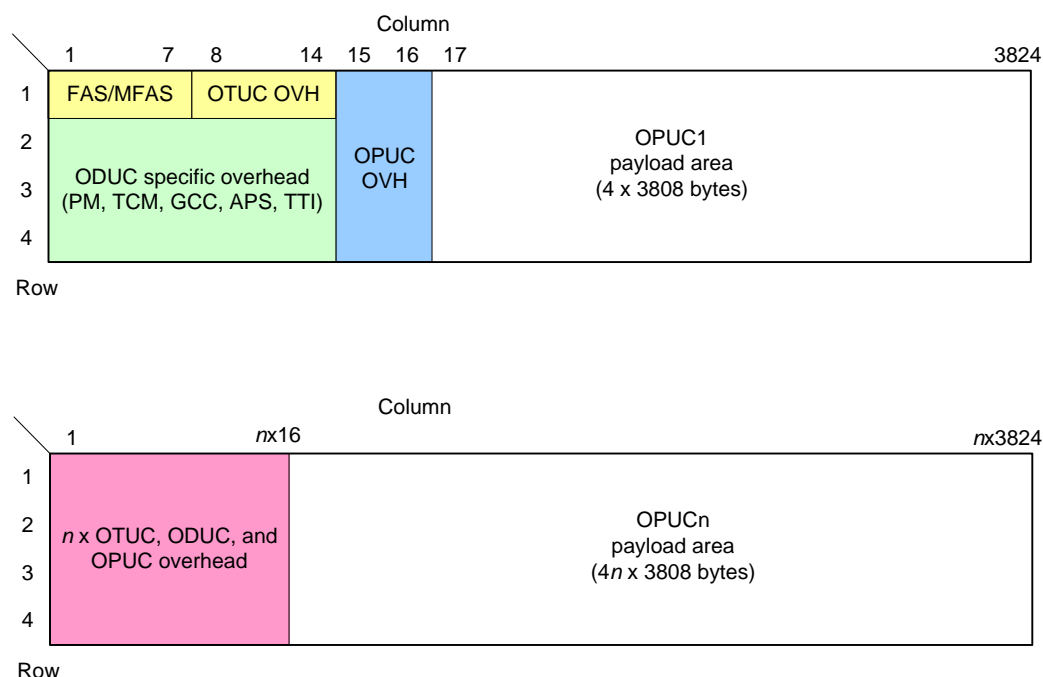 Column
1 7 8 14 15 16 17 3824
1 FAS/MFAS OTUC OVH
2
3
4
ODUC specific overhead
(PM, TCM, GCC, APS, TTI)
OPUC
OVH
OPUC1
payload area
(4 x 3808 bytes)
Row
Column
1 nx16 nx3824
1
2
3
4
n x OTUC, ODUC, and
OPUC overhead
OPUCn
payload area
(4n x 3808 bytes)
Row